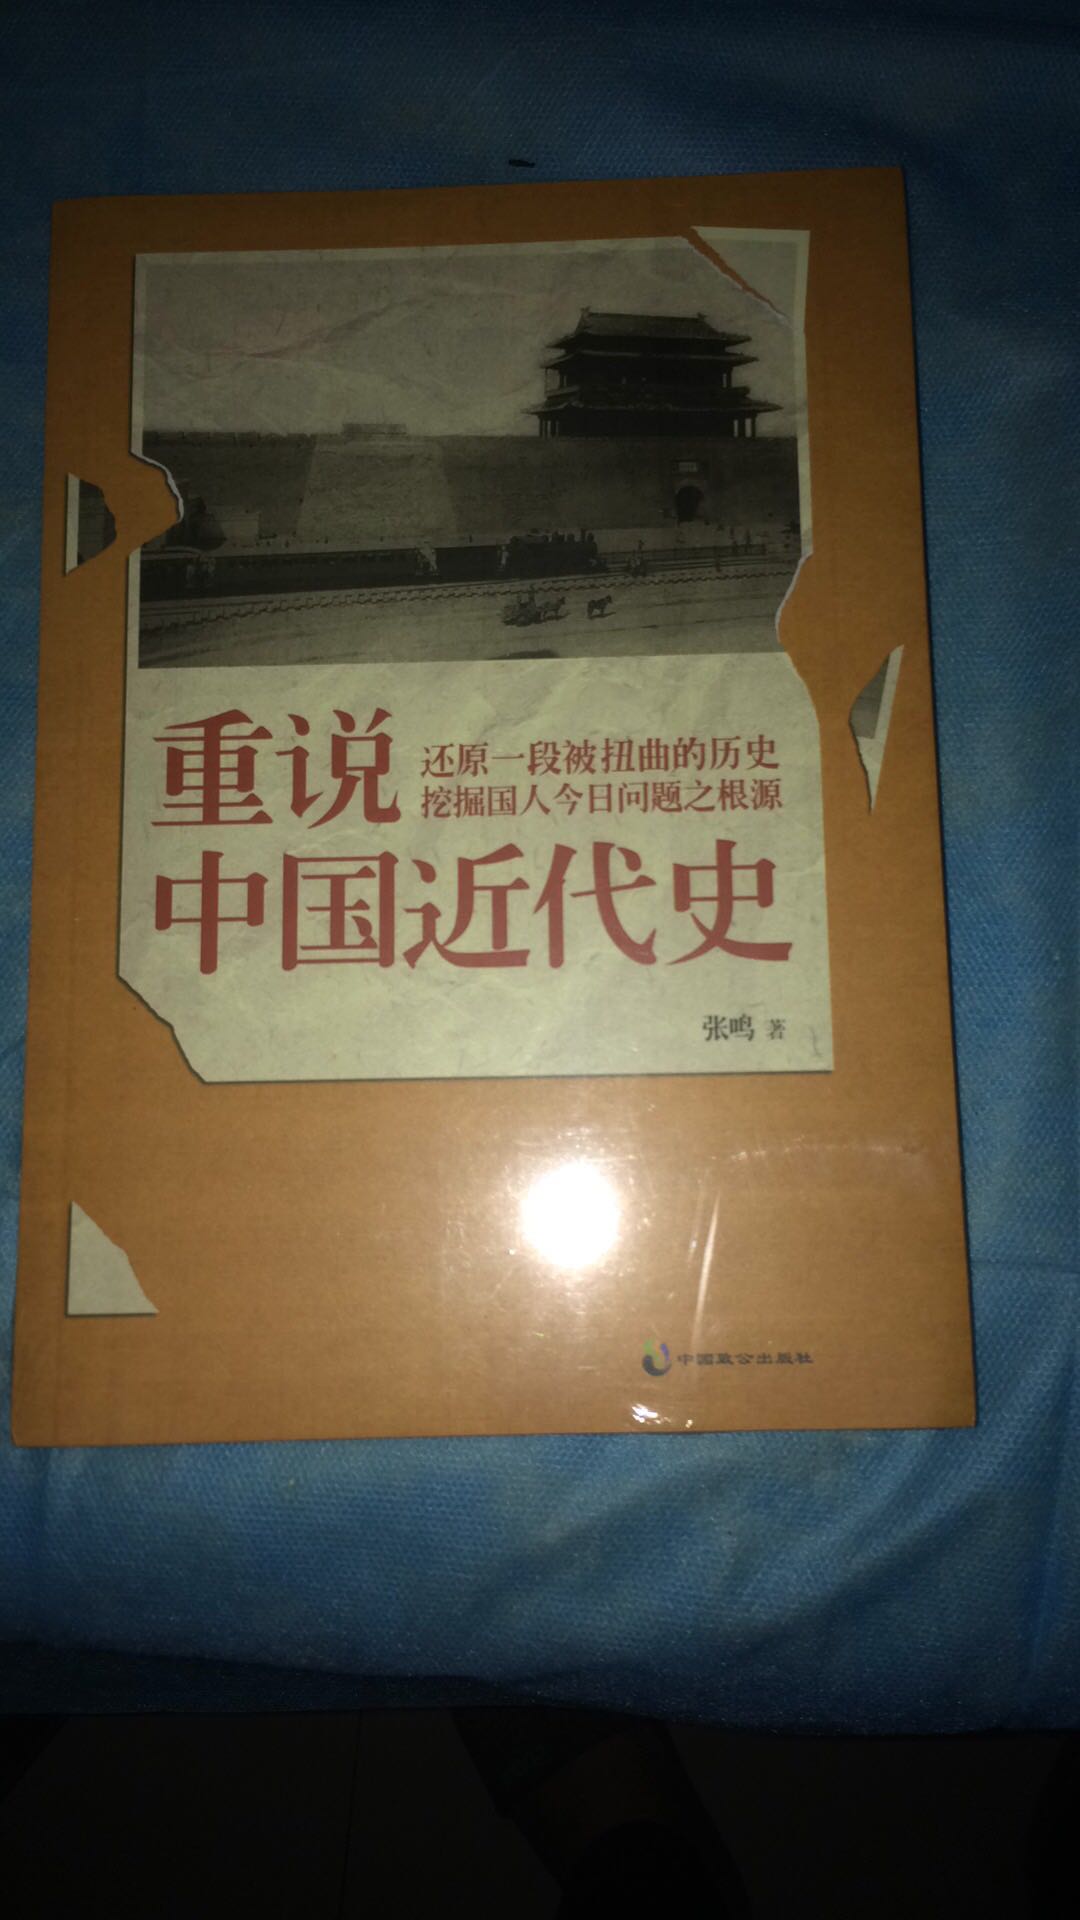 重说
还原一段被扭曲的历史
挖掘国人今日问题之根源
中国近代史
张鸣 著
中国致公出版社